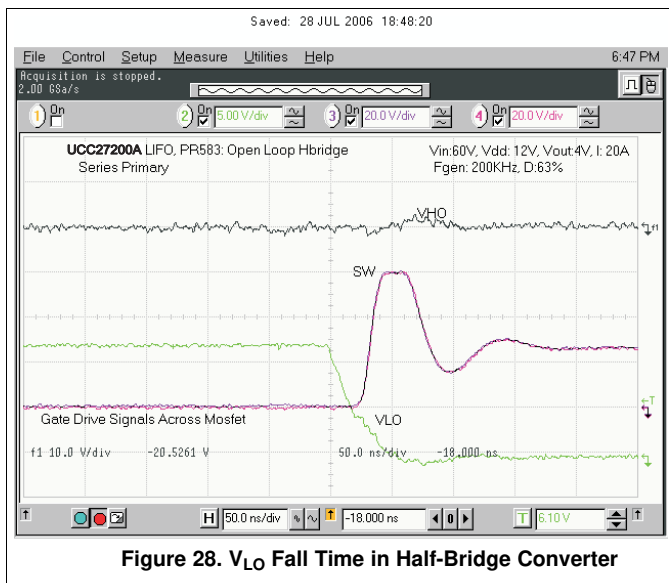 Saved: 28 JUL 2006 18:48:20
File Control Setup Measure Utilities Help 6:47 PM
Acquisition is stopped.
2.00 GSa/s
1 On 2 On 5.00 V/div 3 On 20.0 V/div 4 On 20.0 V/div
UCC27200A LIFO, PR583: Open Loop Hbridge Vin:60V, Vdd: 12V, Vout:4V, I: 20A
Series Primary Fgen: 200KHz, D:63%
VHO
f1
SW
T
Gate Drive Signals Across Mosfet VLO
f1 10.0 V/div -20.5261 V 50.0 ns/div -18.000 ns
H 50.0 ns/div -18.000 ns 0 T 6.10 V
Figure 28. VLO Fall Time in Half-Bridge Converter